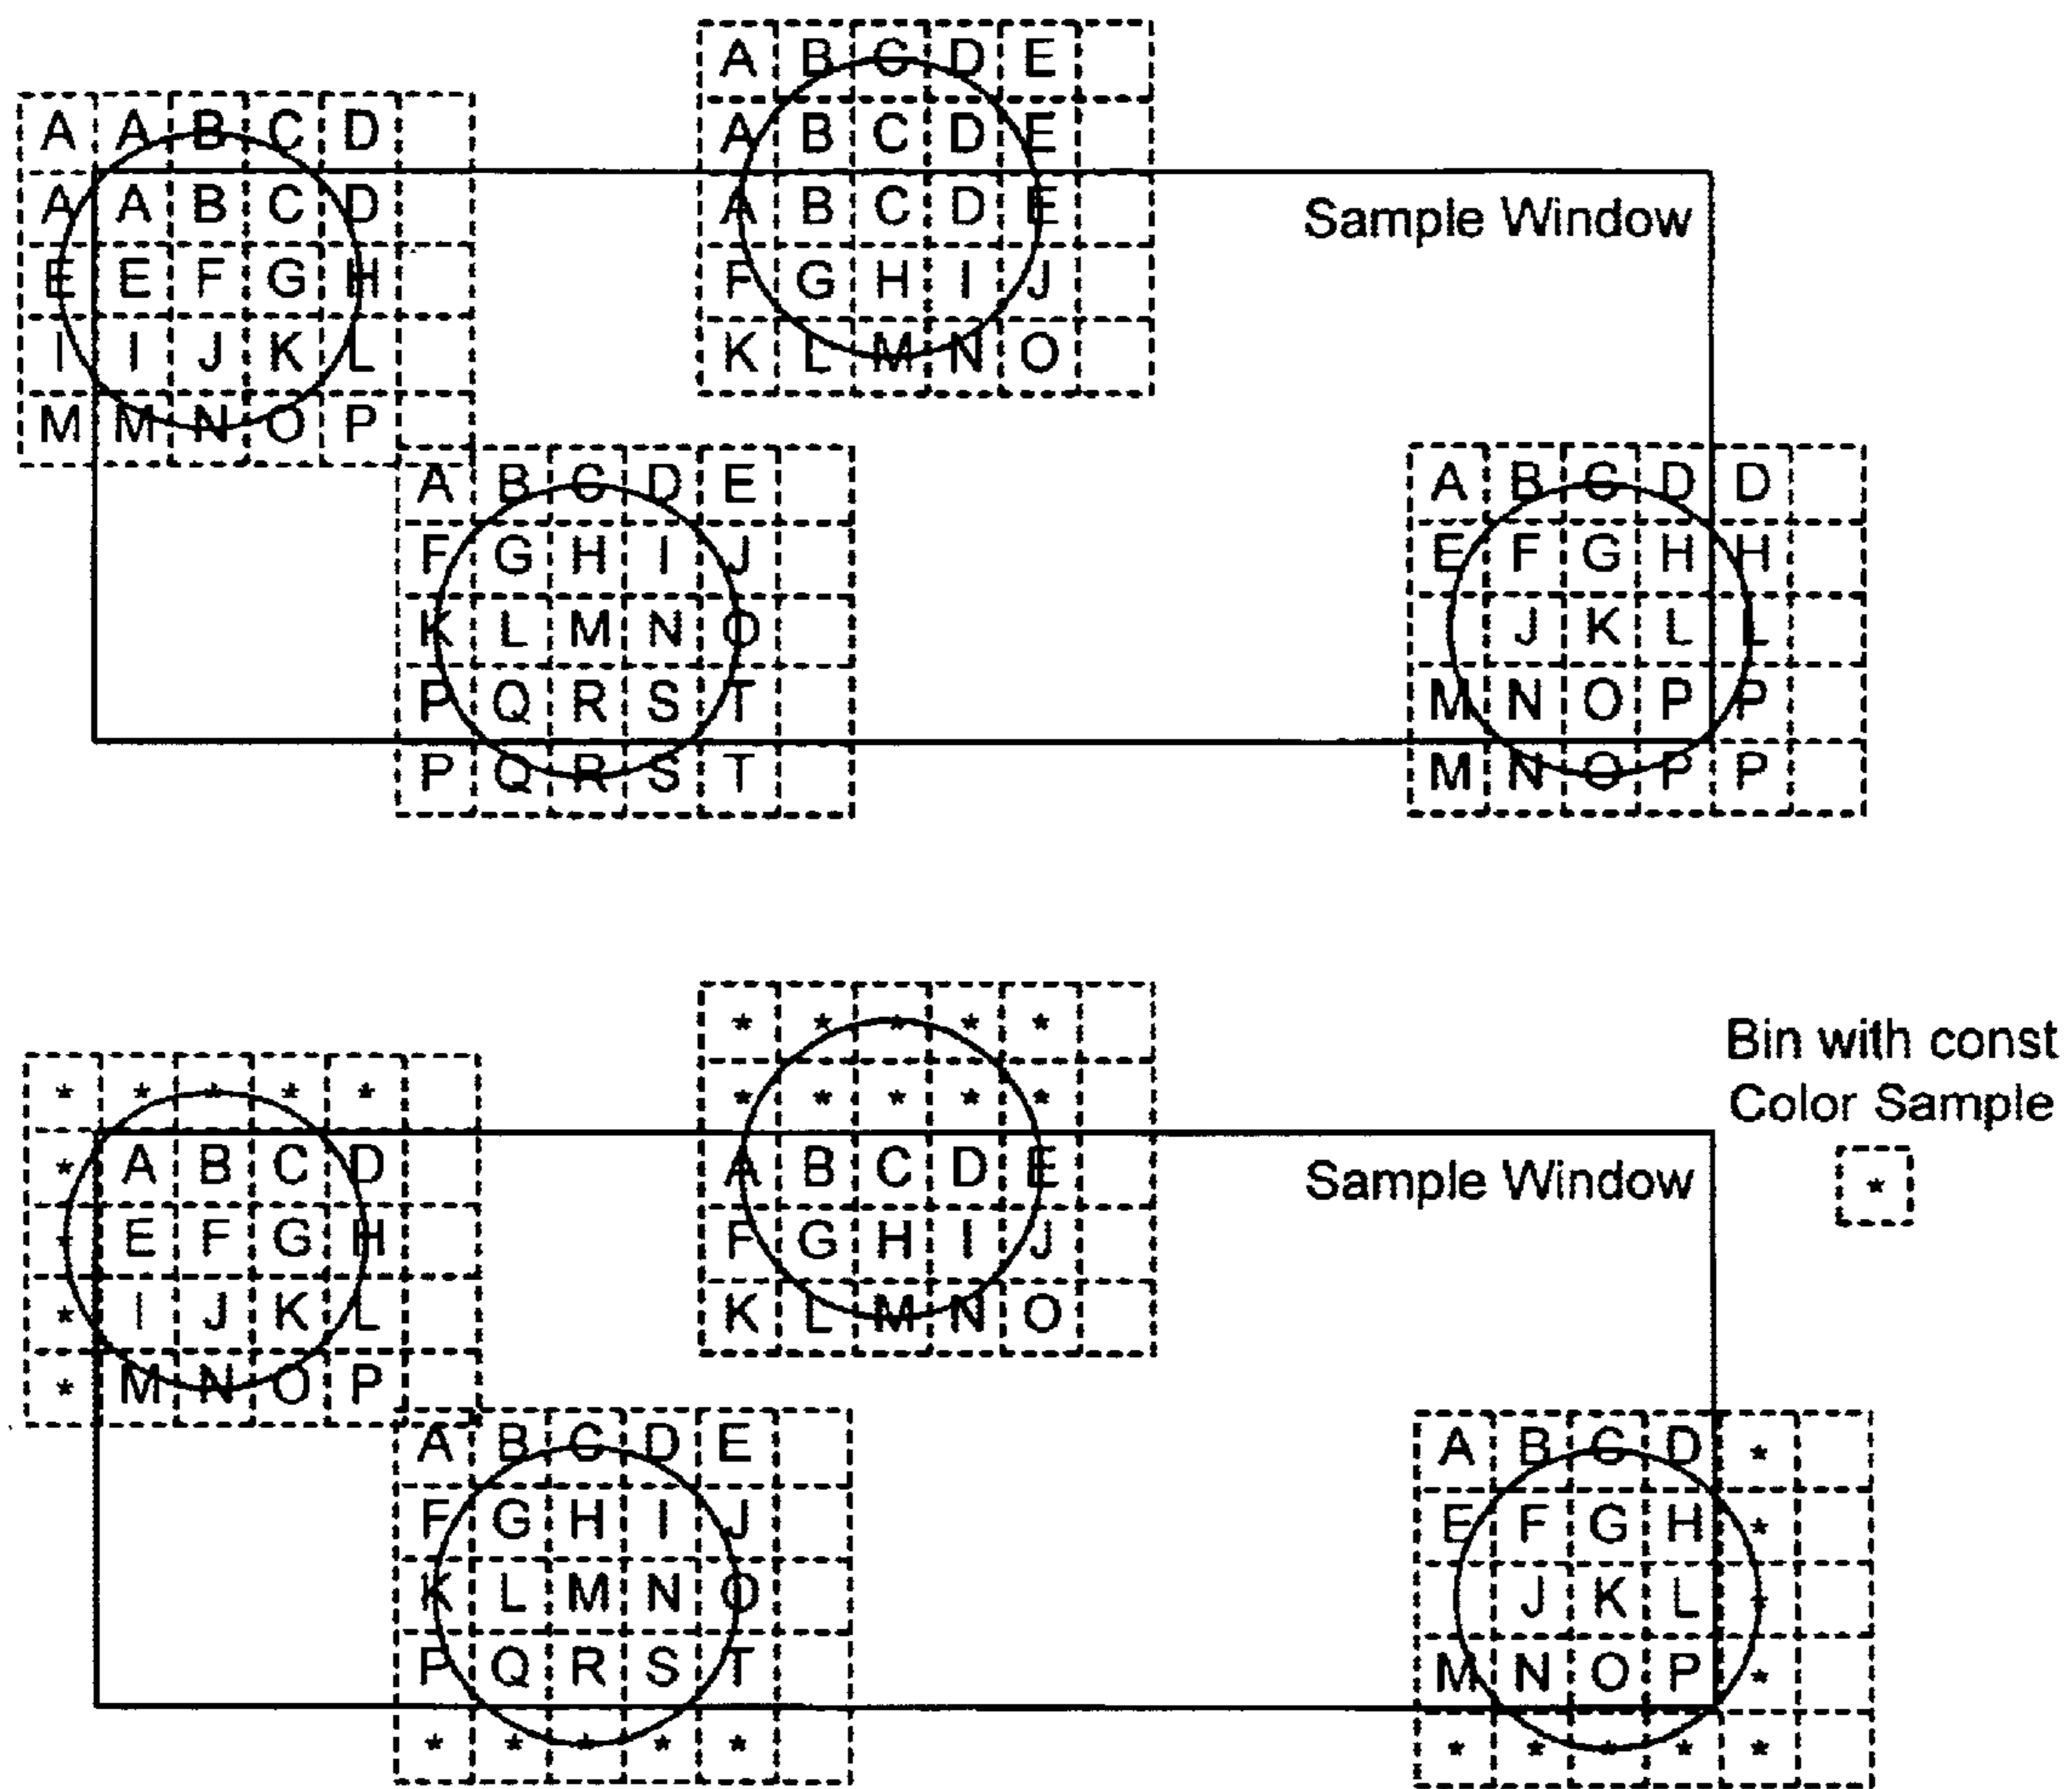 A B C D E
A B C D E
A B C D E
F G H I J
K L M N O
A A B C D
A A B C D
E E F G H
I I J K L
M M N O P
Sample Window
A B C D E
F G H I J
K L M N O
P Q R S T
P Q R S T
A B C D D
E F G H H
J K L L
M N O P P
M N O P P
* * * * *
* * * * *
A B C D E
F G H I J
K L M N O
* * * * *
* A B C D
* E F G H
* I J K L
* M N O P
Sample Window
Bin with const
Color Sample
*
A B C D E
F G H I J
K L M N O
P Q R S T
* * * * *
A B C D *
E F G H *
J K L *
M N O P *
* * * * *